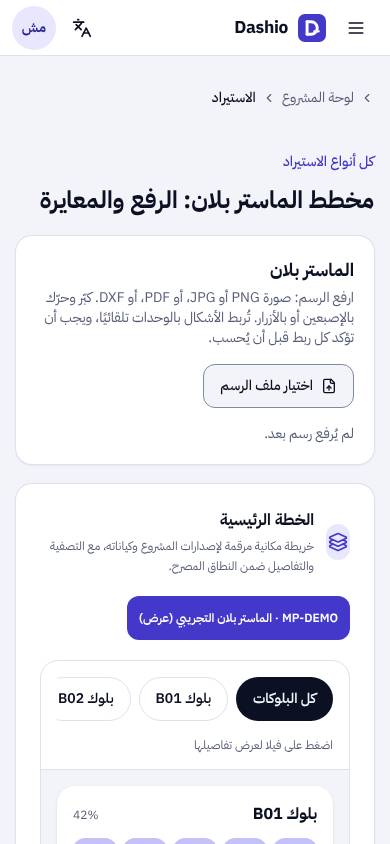 Dashio
مش
لوحة المشروع
الاستيراد
كل أنواع الاستيراد
مخطط الماستر بلان: الرفع والمعايرة
الماستر بلان
ارفع الرسم: صورة PNG أو JPG، أو PDF، أو DXF. كبّر وحرّك
بالإصبعين أو بالأزرار. تُربط الأشكال بالوحدات تلقائيًا، ويجب أن
تؤكد كل ربط قبل أن يُحسب.
اختيار ملف الرسم
لم يُرفع رسم بعد.
الخطة الرئيسية
خريطة مكانية مرقمة لإصدارات المشروع وكياناته، مع التصفية
والتفاصيل ضمن النطاق المصرح.
MP-DEMO · الماستر بلان التجريبي (عرض)
كل البلوكات
بلوك B01
بلوك B02
اضغط على فيلا لعرض تفاصيلها
بلوك B01
42%